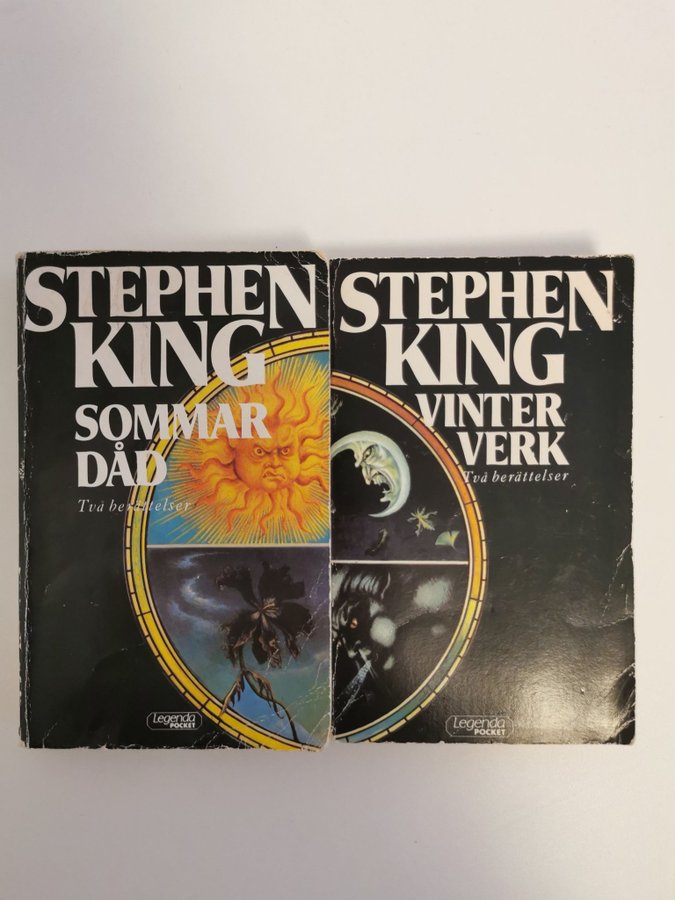 STEPHEN
KING
SOMMAR
DÅD
Två berättelser
Legenda
POCKET
STEPHEN
KING
VINTER
VERK
Två berättelser
Legenda
POCKET